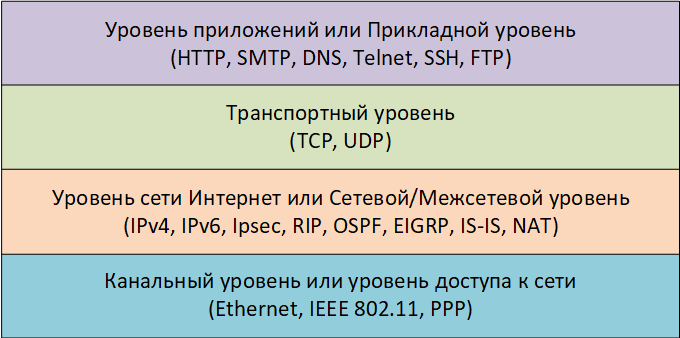 Уровень приложений или Прикладной уровень
(HTTP, SMTP, DNS, Telnet, SSH, FTP)
Транспортный уровень
(TCP, UDP)
Уровень сети Интернет или Сетевой/Межсетевой уровень
(IPv4, IPv6, Ipsec, RIP, OSPF, EIGRP, IS-IS, NAT)
Канальный уровень или уровень доступа к сети
(Ethernet, IEEE 802.11, PPP)